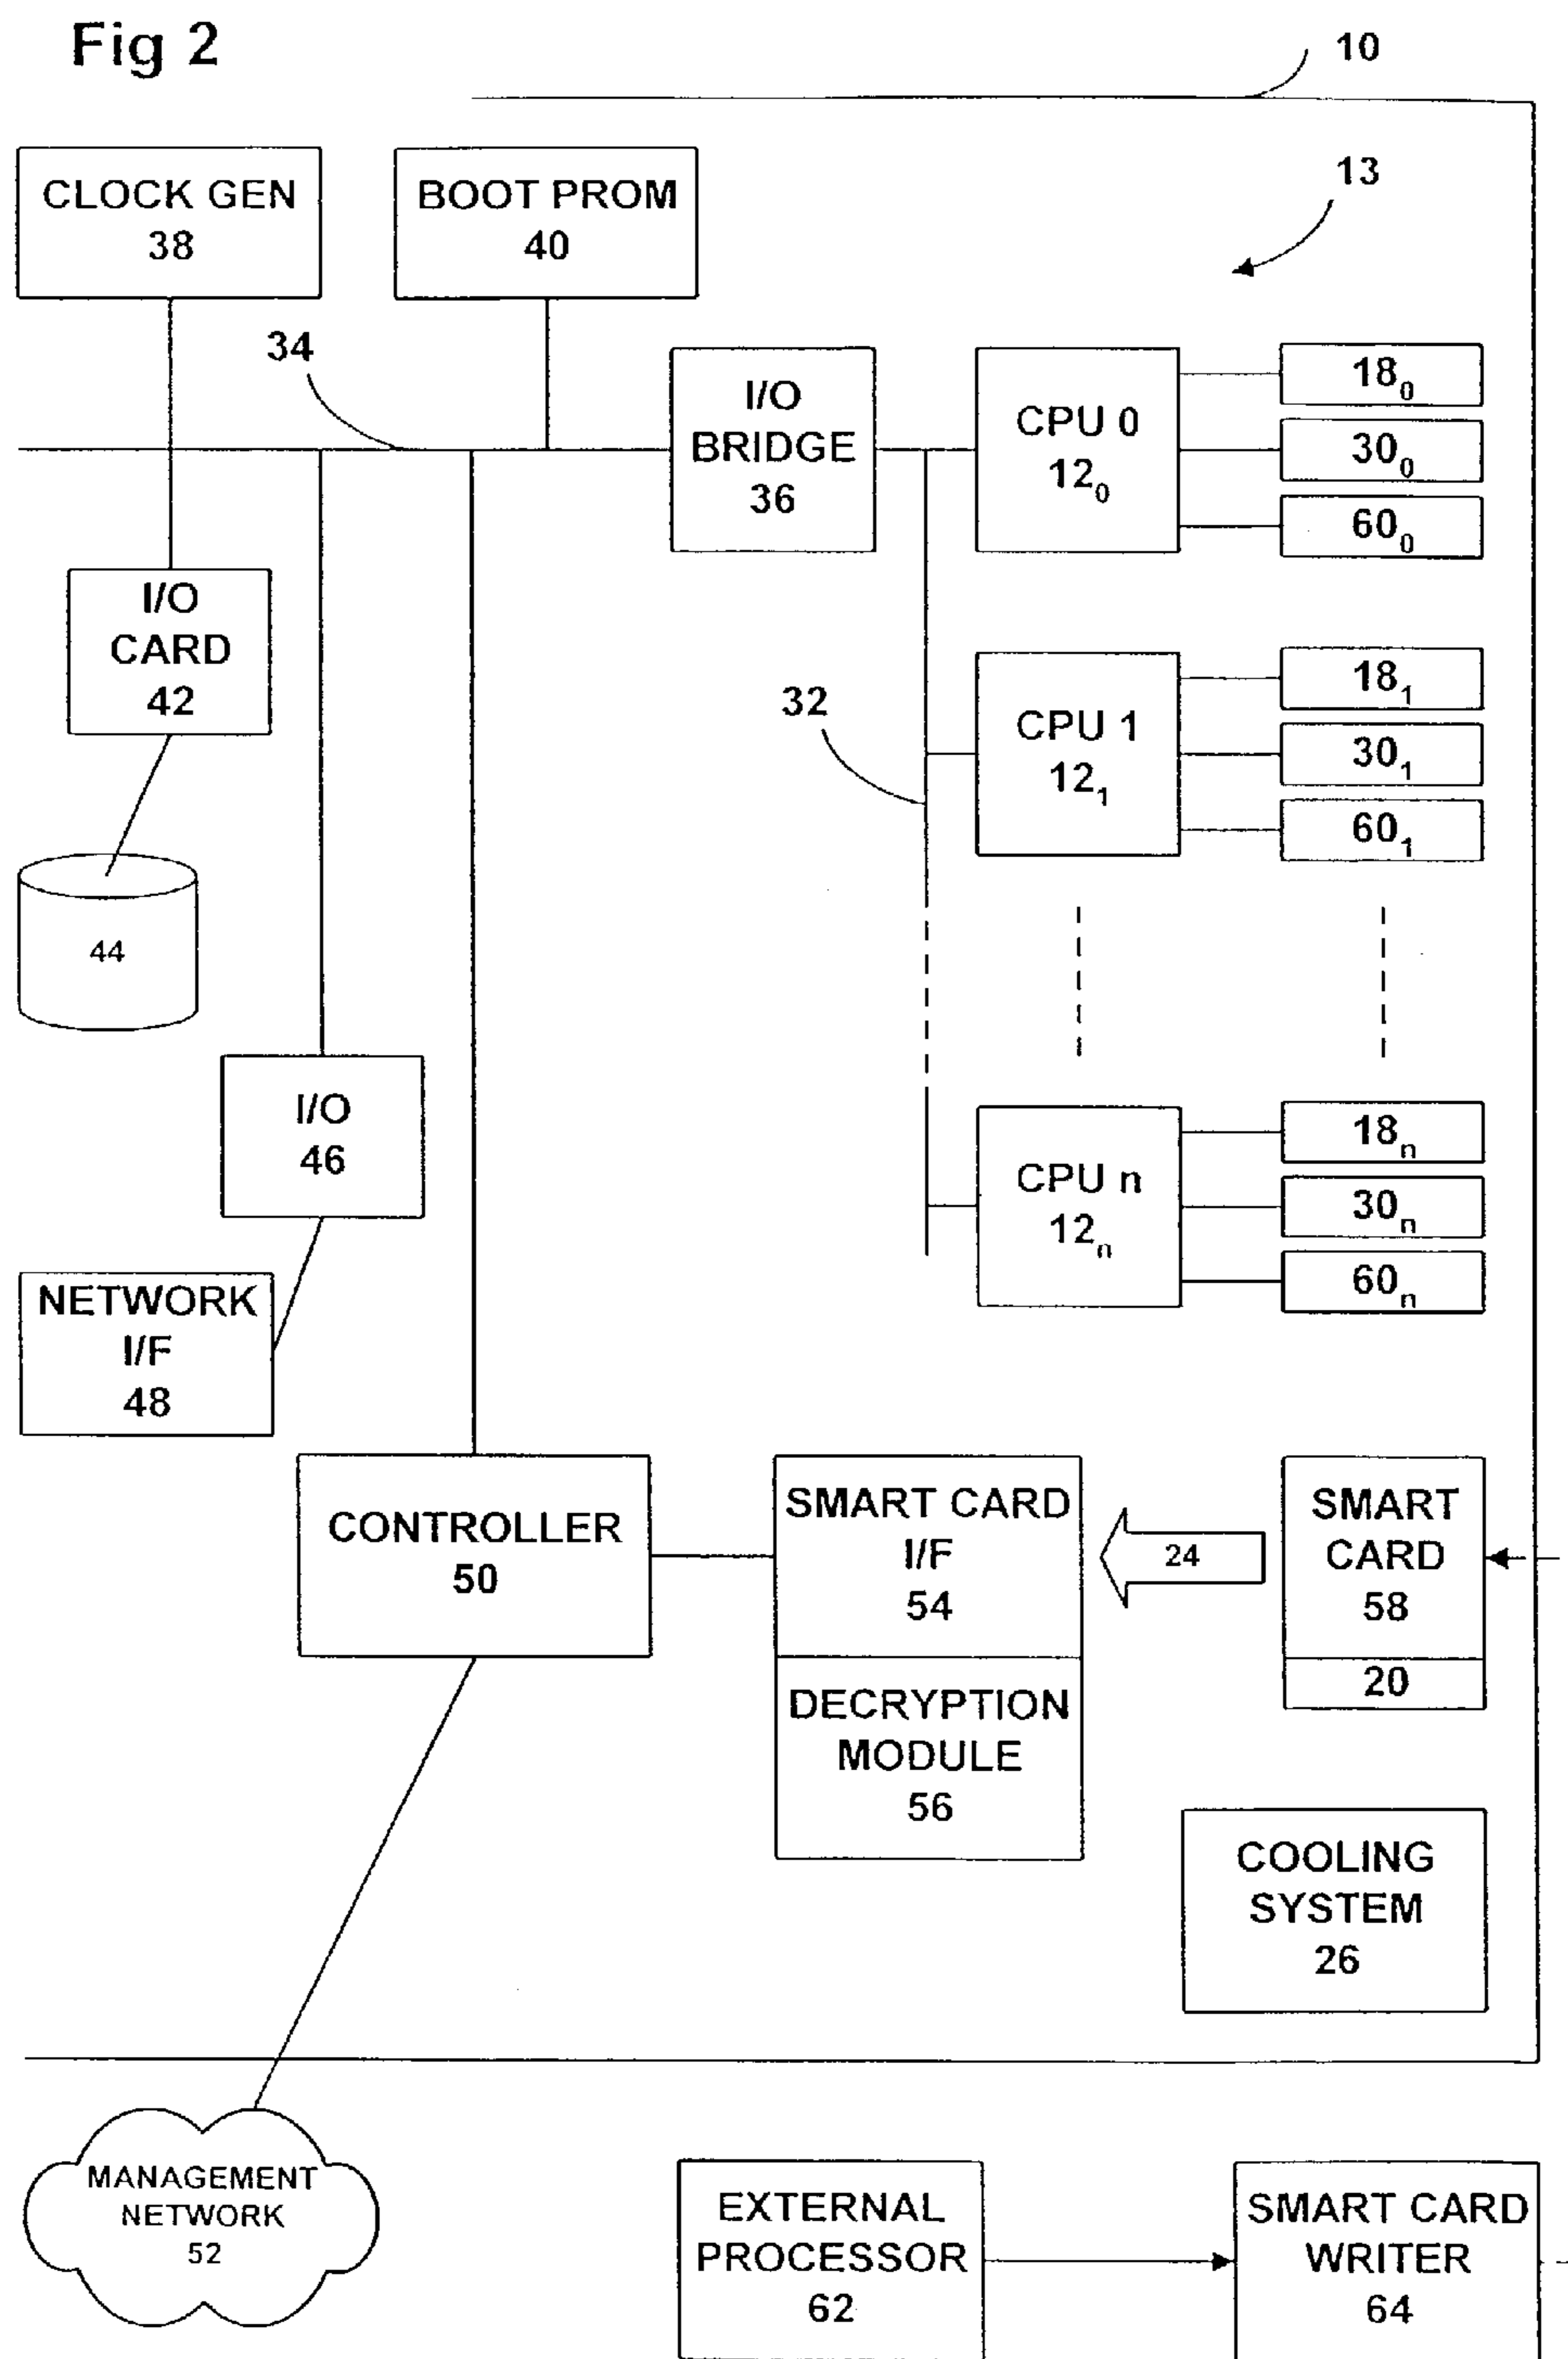 Fig 2
10
13
CLOCK GEN
38
BOOT PROM
40
34
I/O
BRIDGE
36
CPU 0
12₀
18₀
30₀
60₀
I/O
CARD
42
32
CPU 1
12₁
18₁
30₁
60₁
44
I/O
46
CPU n
12ₙ
18ₙ
30ₙ
60ₙ
NETWORK
I/F
48
CONTROLLER
50
SMART CARD
I/F
54
24
SMART
CARD
58
20
DECRYPTION
MODULE
56
COOLING
SYSTEM
26
MANAGEMENT
NETWORK
52
EXTERNAL
PROCESSOR
62
SMART CARD
WRITER
64